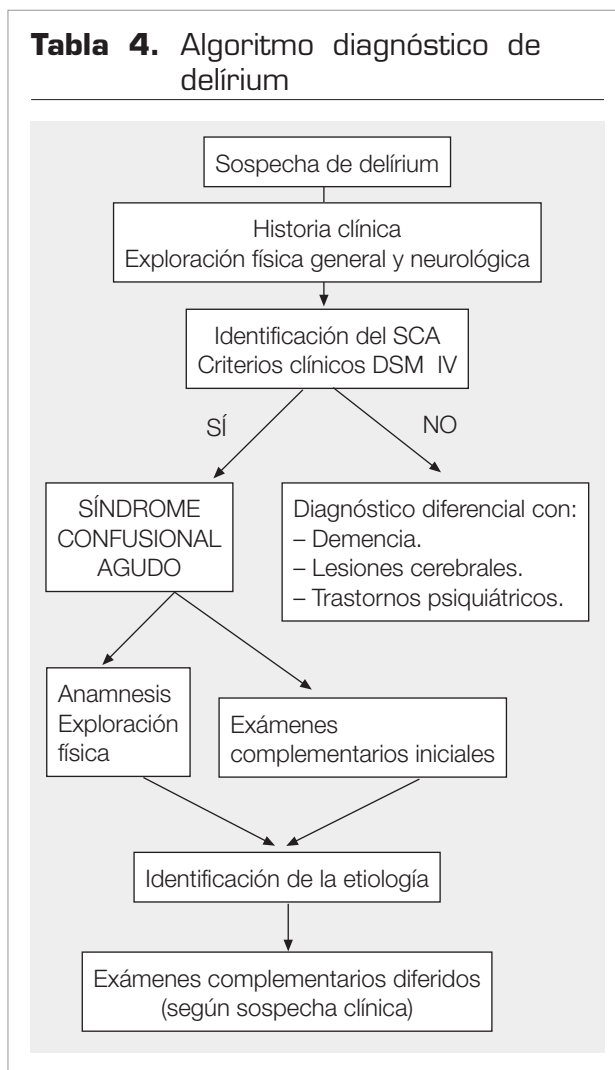 Tabla 4. Algoritmo diagnóstico de
delírium
Sospecha de delírium
Historia clínica
Exploración física general y neurológica
Identificación del SCA
Criterios clínicos DSM IV
SÍ
NO
SÍNDROME
CONFUSIONAL
AGUDO
Diagnóstico diferencial con:
– Demencia.
– Lesiones cerebrales.
– Trastornos psiquiátricos.
Anamnesis
Exploración
física
Exámenes
complementarios iniciales
Identificación de la etiología
Exámenes complementarios diferidos
(según sospecha clínica)